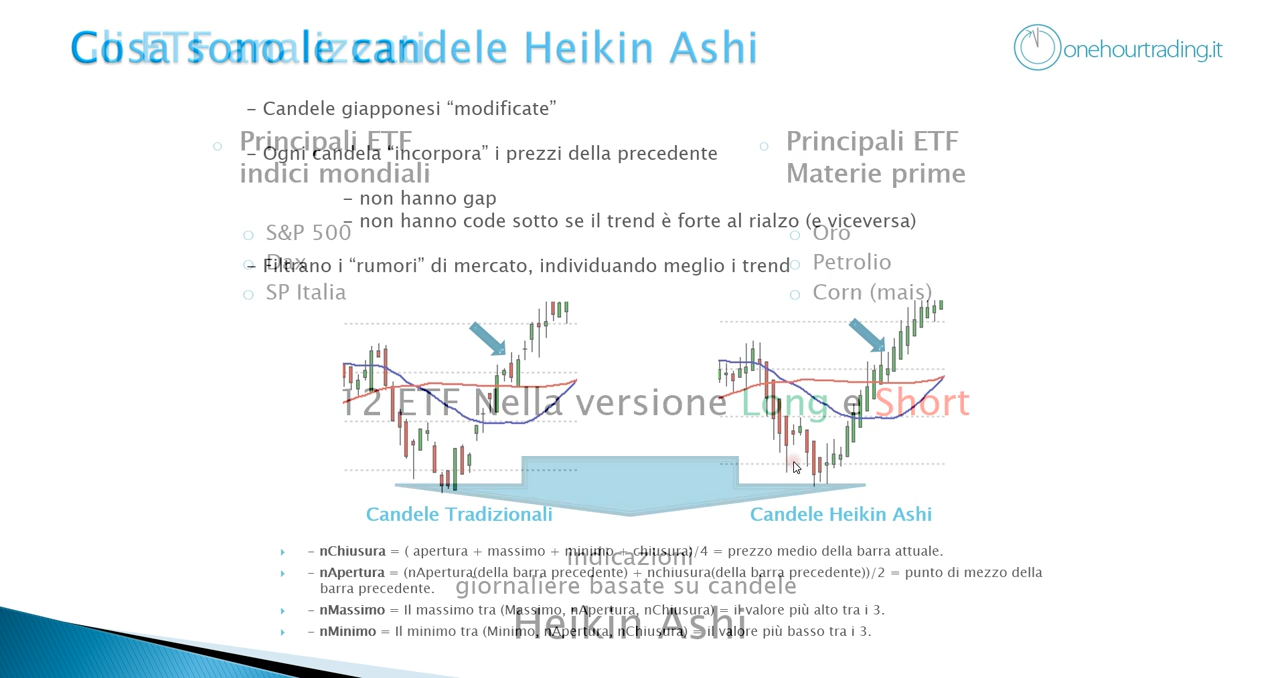 Cosa sono le candele Heikin Ashi
Gli ETF analizzati
onehourtrading.it
– Candele giapponesi “modificate”
– Ogni candela “incorpora” i prezzi della precedente
– non hanno gap
– non hanno code sotto se il trend è forte al rialzo (e viceversa)
– Filtrano i “rumori” di mercato, individuando meglio i trend
Principali ETF
indici mondiali
S&P 500
Dax
SP Italia
Principali ETF
Materie prime
Oro
Petrolio
Corn (mais)
12 ETF Nella versione Long e Short
Candele Tradizionali
Candele Heikin Ashi
– nChiusura = ( apertura + massimo + minimo + chiusura)/4 = prezzo medio della barra attuale.
– nApertura = (nApertura(della barra precedente) + nchiusura(della barra precedente))/2 = punto di mezzo della
barra precedente.
– nMassimo = Il massimo tra (Massimo, nApertura, nChiusura) = il valore più alto tra i 3.
– nMinimo = Il minimo tra (Minimo, nApertura, nChiusura) = il valore più basso tra i 3.
indicazioni
giornaliere basate su candele
Heikin Ashi